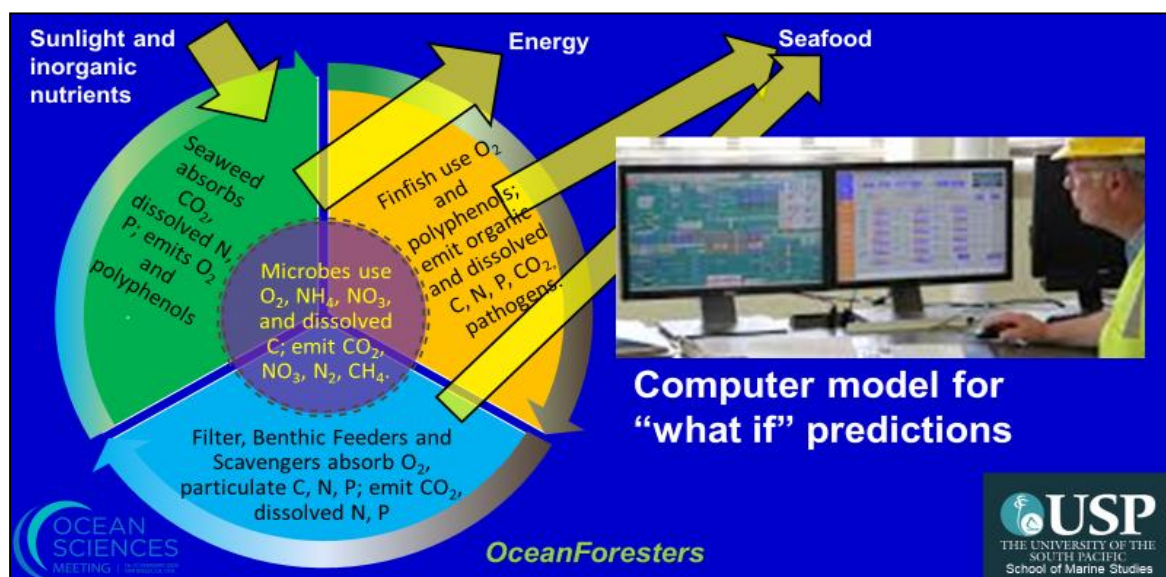 Sunlight and
inorganic
nutrients
Energy
Seafood
Seaweed
absorbs
CO₂,
dissolved N,
P; emits O₂
and
polyphenols
Finfish use O₂
and
polyphenols;
emit organic
and dissolved
C, N, P, CO₂,
pathogens.
Microbes use
O₂, NH₄, NO₃,
and dissolved
C; emit CO₂,
NO₃, N₂, CH₄.
Filter, Benthic Feeders and
Scavengers absorb O₂,
particulate C, N, P; emit CO₂,
dissolved N, P
Computer model for
“what if” predictions
OCEAN
SCIENCES
MEETING
OceanForesters
USP
THE UNIVERSITY OF THE
SOUTH PACIFIC
School of Marine Studies